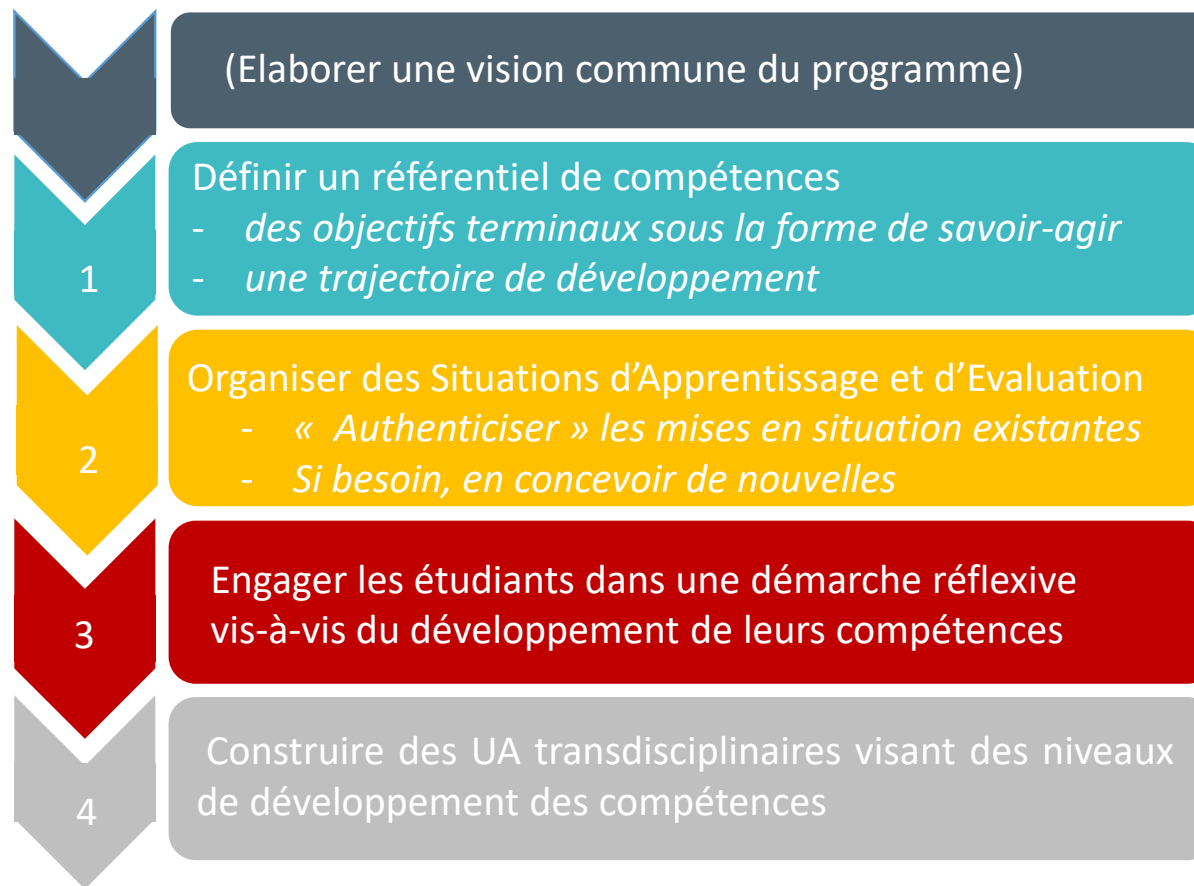 (Elaborer une vision commune du programme)
Définir un référentiel de compétences
- des objectifs terminaux sous la forme de savoir-agir
- une trajectoire de développement
1
Organiser des Situations d’Apprentissage et d’Evaluation
- « Authenticiser » les mises en situation existantes
- Si besoin, en concevoir de nouvelles
2
Engager les étudiants dans une démarche réflexive
vis-à-vis du développement de leurs compétences
3
Construire des UA transdisciplinaires visant des niveaux
de développement des compétences
4